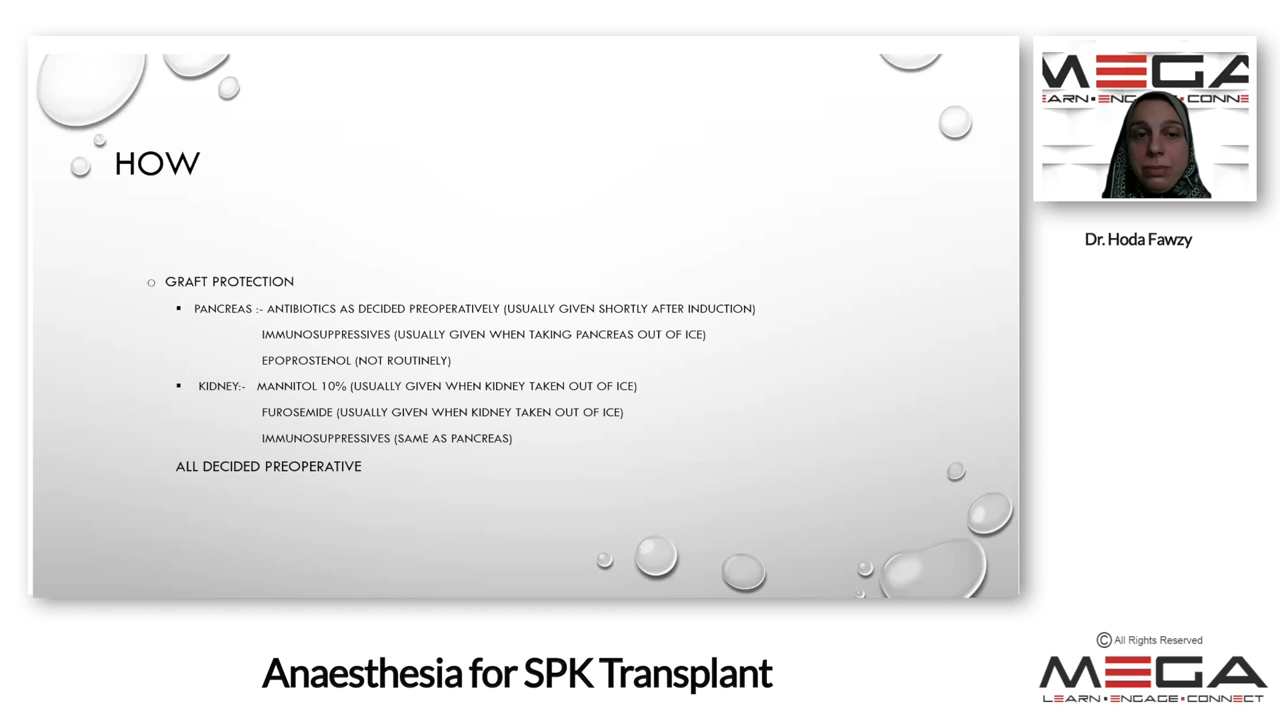 HOW
GRAFT PROTECTION
PANCREAS :- ANTIBIOTICS AS DECIDED PREOPERATIVELY (USUALLY GIVEN SHORTLY AFTER INDUCTION)
IMMUNOSUPPRESSIVES (USUALLY GIVEN WHEN TAKING PANCREAS OUT OF ICE)
EPOPROSTENOL (NOT ROUTINELY)
KIDNEY:- MANNITOL 10% (USUALLY GIVEN WHEN KIDNEY TAKEN OUT OF ICE)
FUROSEMIDE (USUALLY GIVEN WHEN KIDNEY TAKEN OUT OF ICE)
IMMUNOSUPPRESSIVES (SAME AS PANCREAS)
ALL DECIDED PREOPERATIVE
MEGA
EARN▪ENG CONNE
Dr. Hoda Fawzy
Anaesthesia for SPK Transplant
© All Rights Reserved
MEGA
LEARN▪ENGAGE▪CONNECT